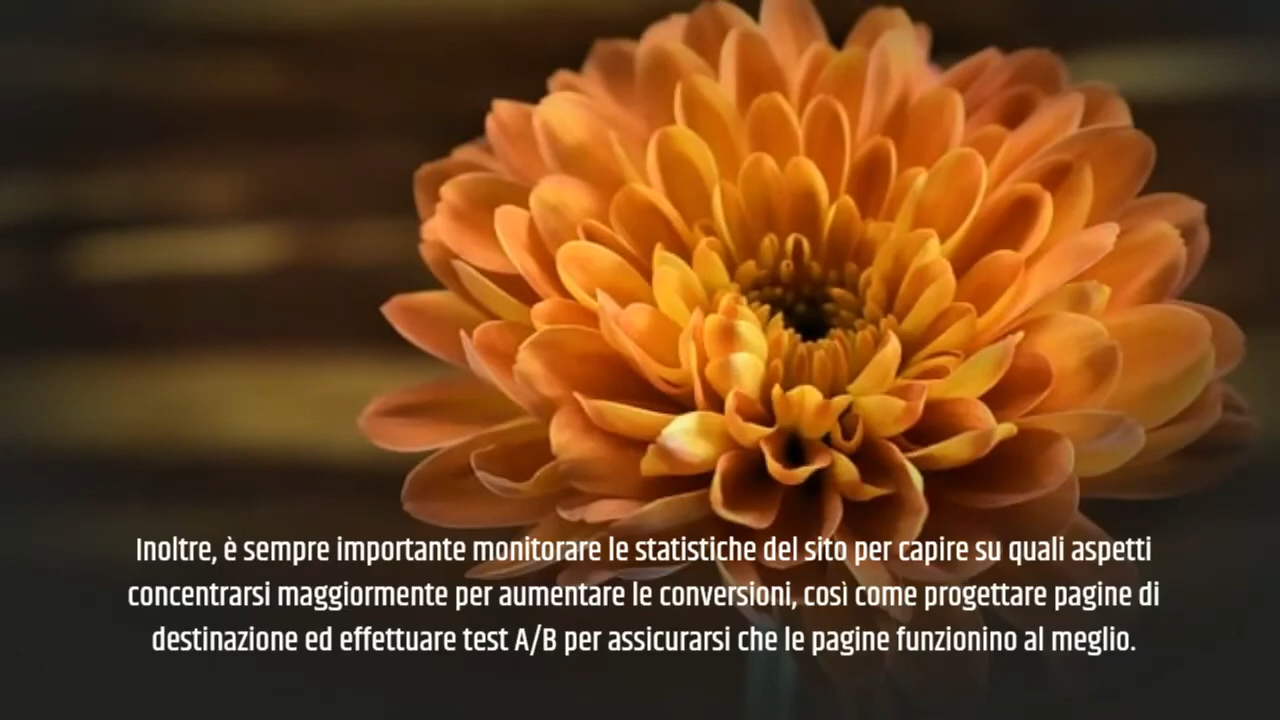 Inoltre, è sempre importante monitorare le statistiche del sito per capire su quali aspetti
concentrarsi maggiormente per aumentare le conversioni, così come progettare pagine di
destinazione ed effettuare test A/B per assicurarsi che le pagine funzionino al meglio.